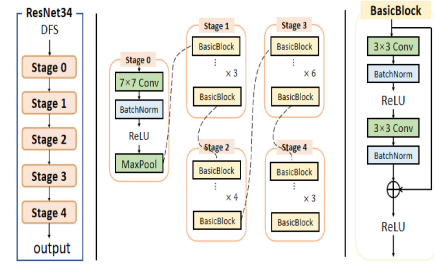 ResNet34
DFS
Stage 0
Stage 1
Stage 2
Stage 3
Stage 4
output
Stage 0
7×7 Conv
BatchNorm
ReLU
MaxPool
Stage 1
BasicBlock
⋮
× 3
BasicBlock
Stage 2
BasicBlock
⋮
× 4
BasicBlock
Stage 3
BasicBlock
⋮
× 6
BasicBlock
Stage 4
BasicBlock
⋮
× 3
BasicBlock
BasicBlock
3×3 Conv
BatchNorm
ReLU
3×3 Conv
BatchNorm
ReLU